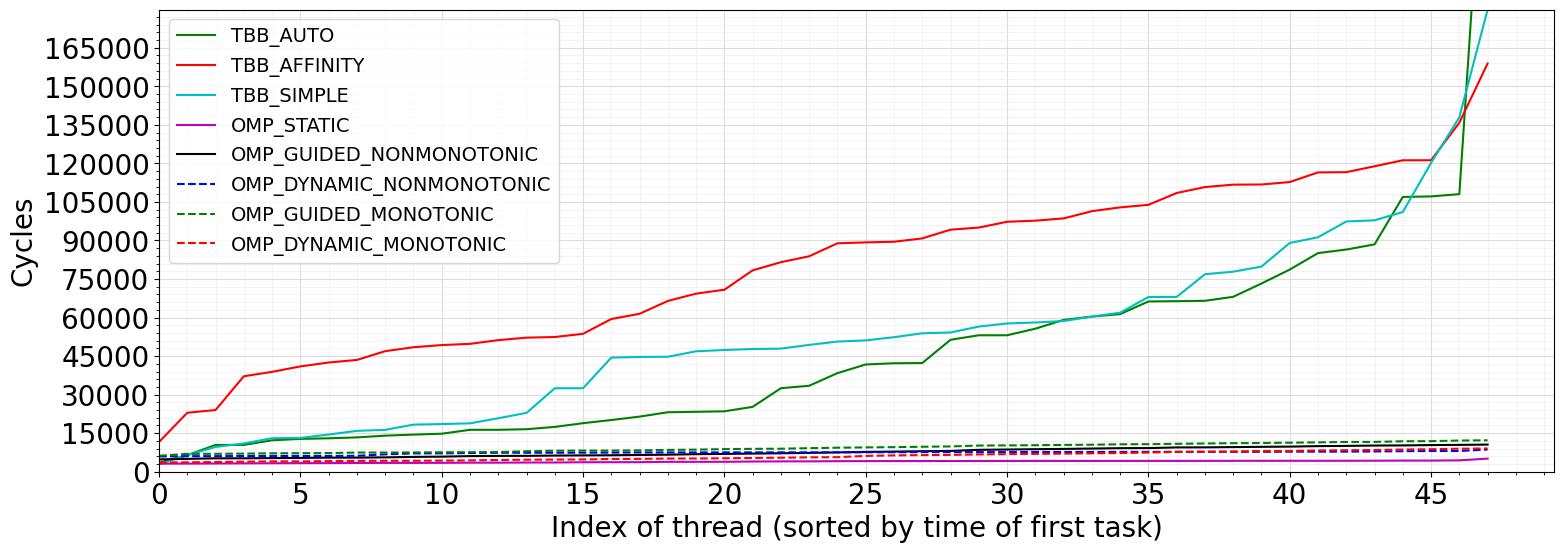 165000
150000
135000
120000
105000
90000
75000
60000
45000
30000
15000
0
Cycles
TBB_AUTO
TBB_AFFINITY
TBB_SIMPLE
OMP_STATIC
OMP_GUIDED_NONMONOTONIC
OMP_DYNAMIC_NONMONOTONIC
OMP_GUIDED_MONOTONIC
OMP_DYNAMIC_MONOTONIC
0 5 10 15 20 25 30 35 40 45
Index of thread (sorted by time of first task)